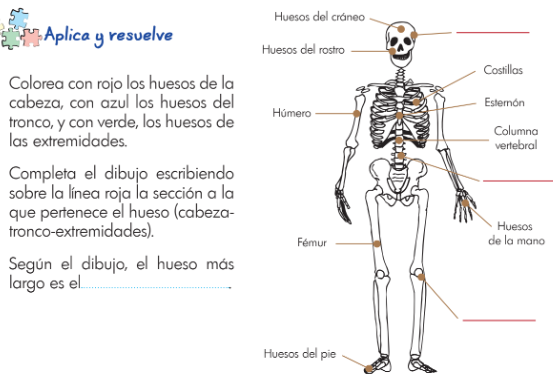 Aplica y resuelve
Colorea con rojo los huesos de la
cabeza, con azul los huesos del
tronco, y con verde, los huesos de
las extremidades.
Completa el dibujo escribiendo
sobre la línea roja la sección a la
que pertenece el hueso (cabeza-
tronco-extremidades).
Según el dibujo, el hueso más
largo es el.
Huesos del cráneo
Huesos del rostro
Costillas
Esternón
Húmero
Columna
vertebral
Huesos
de la mano
Fémur
Huesos del pie